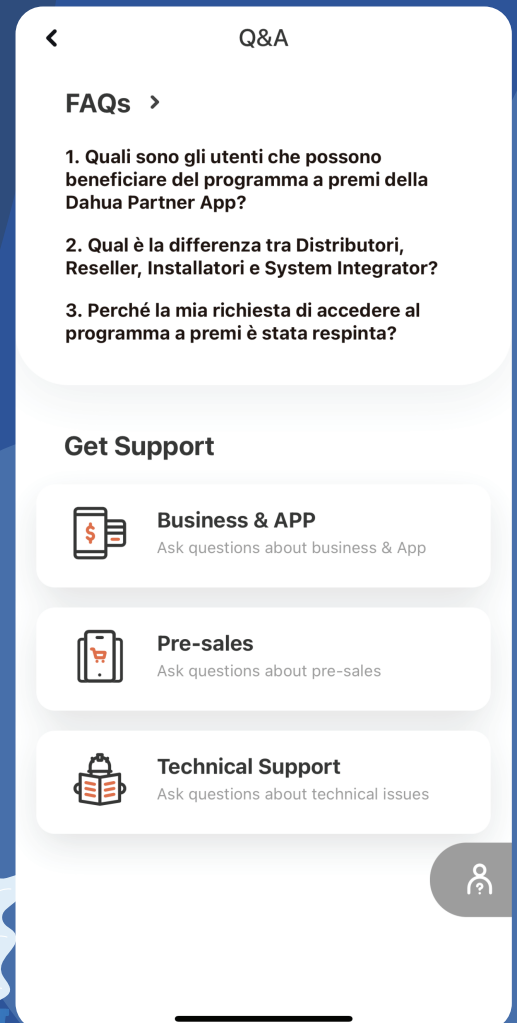 Q&A
FAQs
1. Quali sono gli utenti che possono
beneficiare del programma a premi della
Dahua Partner App?
2. Qual è la differenza tra Distributori,
Reseller, Installatori e System Integrator?
3. Perché la mia richiesta di accedere al
programma a premi è stata respinta?
Get Support
$
Business & APP
Ask questions about business & App
Pre-sales
Ask questions about pre-sales
Technical Support
Ask questions about technical issues
?